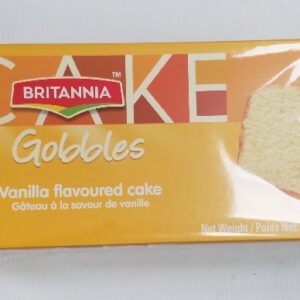 CAKE
BRITANNIA
TM
Gobbles
Vanilla flavoured cake
Gâteau à la saveur de vanille
Net Weight / Poids Net